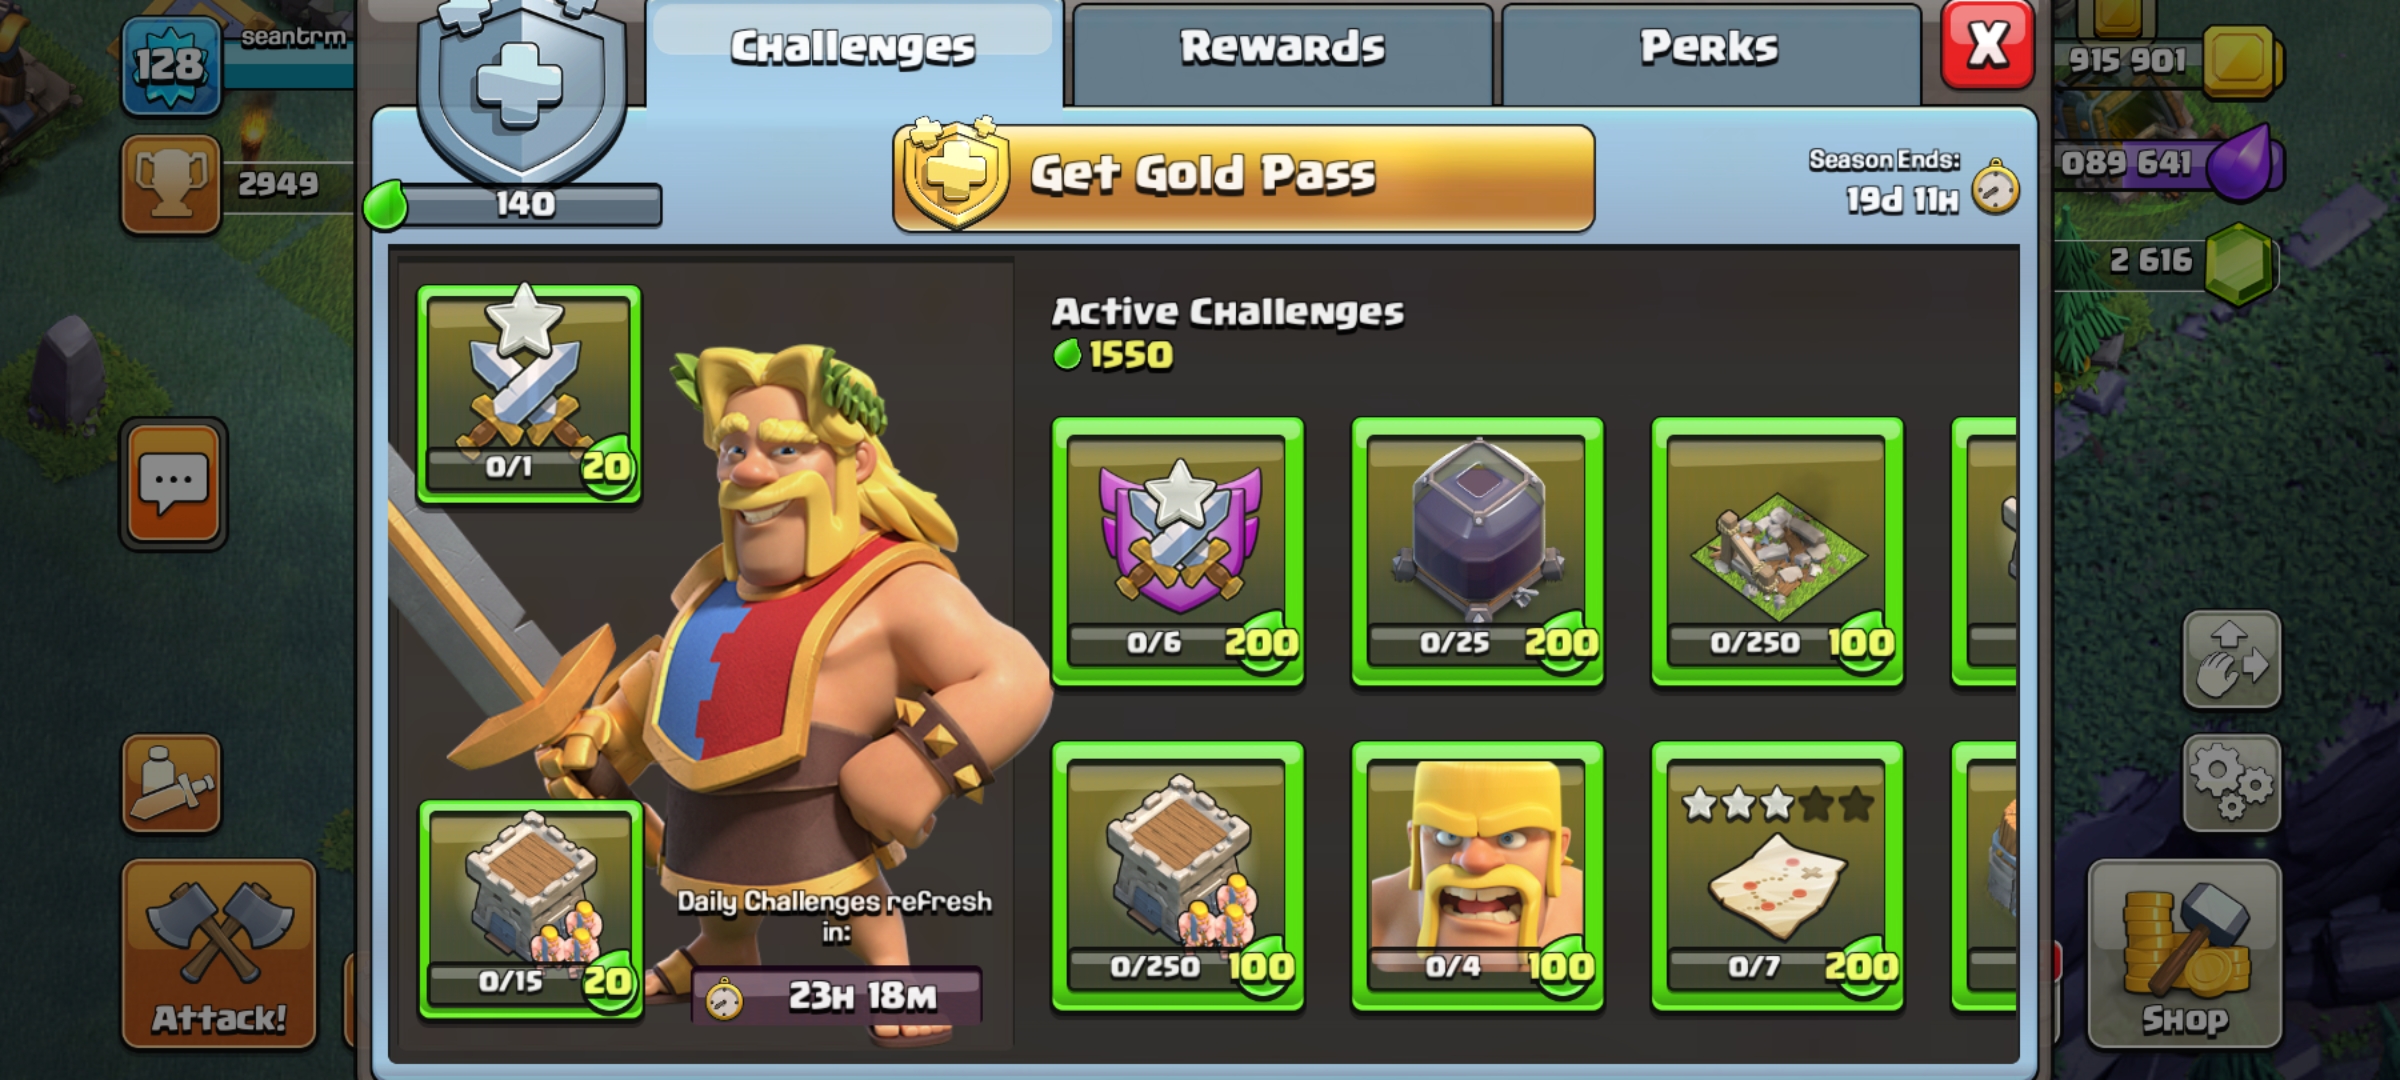 128
seantrm
2949
Challenges
Rewards
Perks
X
915 901
089 641
2 616
140
Get Gold Pass
Season Ends:
19d 11H
Active Challenges
1550
0/1
20
0/6
200
0/25
200
0/250
100
0/15
20
0/250
100
0/4
100
0/7
200
Daily Challenges refresh
in:
23H 18M
Attack!
Shop